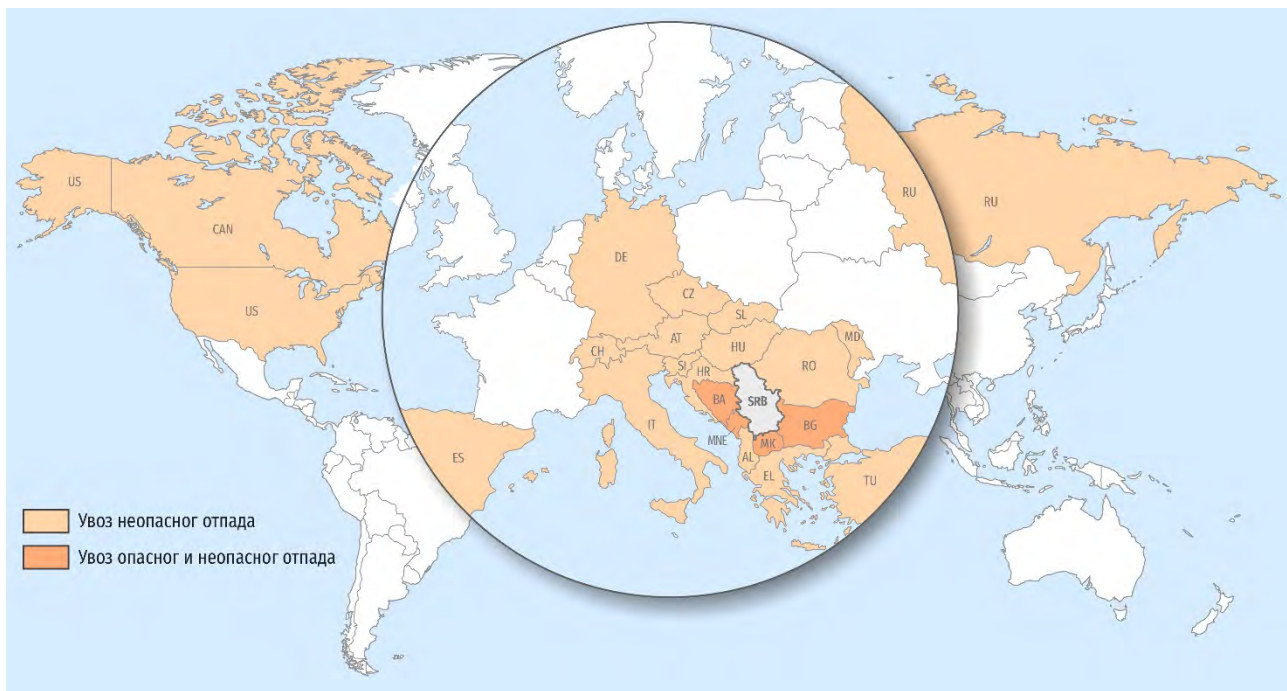 US
CAN
US
RU
RU
DE
CZ
SL
AT
HU
MD
CH
SI
HR
RO
BA
SRB
IT
MNE
MK
BG
AL
ES
EL
TU
Увоз неопасног отпада
Увоз опасног и неопасног отпада